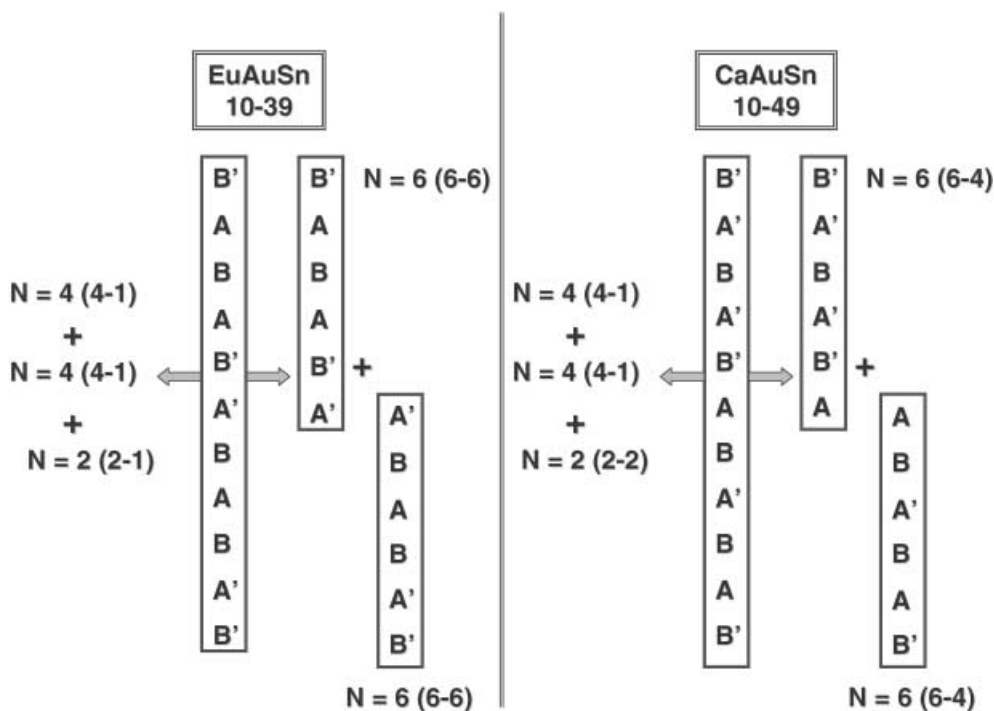 EuAuSn
10-39
B'
A
B
A
B'
A'
B
A
B
A'
B'
B'
A
B
A
B'
A'
N = 6 (6-6)
N = 4 (4-1)
+
N = 4 (4-1)
+
N = 2 (2-1)
+
A'
B
A
B
A'
B'
N = 6 (6-6)
CaAuSn
10-49
B'
A'
B
A'
B'
A
B
A'
B
A
B'
B'
A'
B
A'
B'
A
N = 6 (6-4)
N = 4 (4-1)
+
N = 4 (4-1)
+
N = 2 (2-2)
+
A
B
A'
B
A
B'
N = 6 (6-4)